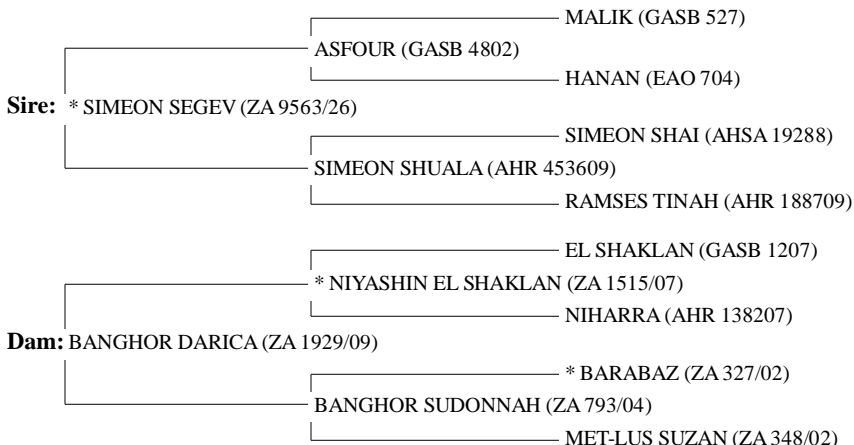 MALIK (GASB 527)
ASFOUR (GASB 4802)
HANAN (EAO 704)
Sire: * SIMEON SEGEV (ZA 9563/26)
SIMEON SHAI (AHSA 19288)
SIMEON SHUALA (AHR 453609)
RAMSES TINAH (AHR 188709)
EL SHAKLAN (GASB 1207)
* NIYASHIN EL SHAKLAN (ZA 1515/07)
NIHARRA (AHR 138207)
Dam: BANGHOR DARICA (ZA 1929/09)
* BARABAZ (ZA 327/02)
BANGHOR SUDONNAH (ZA 793/04)
MET-LUS SUZAN (ZA 348/02)